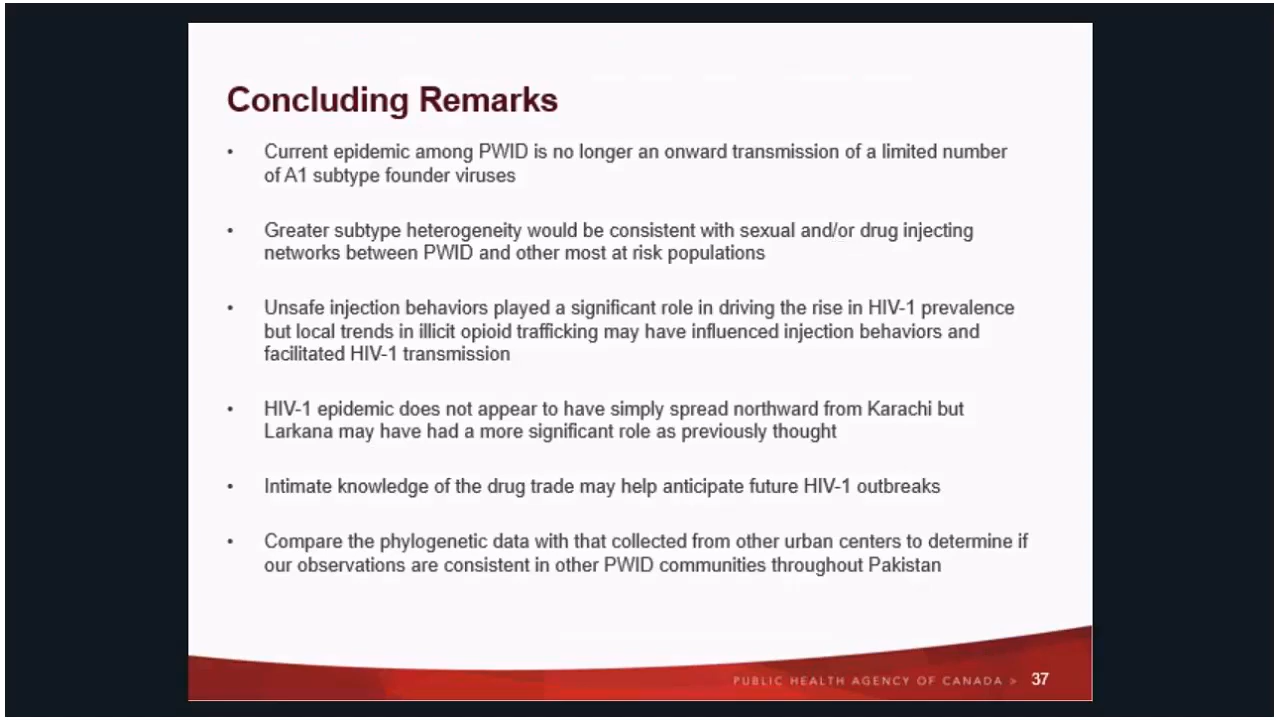 Concluding Remarks
• Current epidemic among PWID is no longer an onward transmission of a limited number
of A1 subtype founder viruses
• Greater subtype heterogeneity would be consistent with sexual and/or drug injecting
networks between PWID and other most at risk populations
• Unsafe injection behaviors played a significant role in driving the rise in HIV-1 prevalence
but local trends in illicit opioid trafficking may have influenced injection behaviors and
facilitated HIV-1 transmission
• HIV-1 epidemic does not appear to have simply spread northward from Karachi but
Larkana may have had a more significant role as previously thought
• Intimate knowledge of the drug trade may help anticipate future HIV-1 outbreaks
• Compare the phylogenetic data with that collected from other urban centers to determine if
our observations are consistent in other PWID communities throughout Pakistan
PUBLIC HEALTH AGENCY OF CANADA > 37